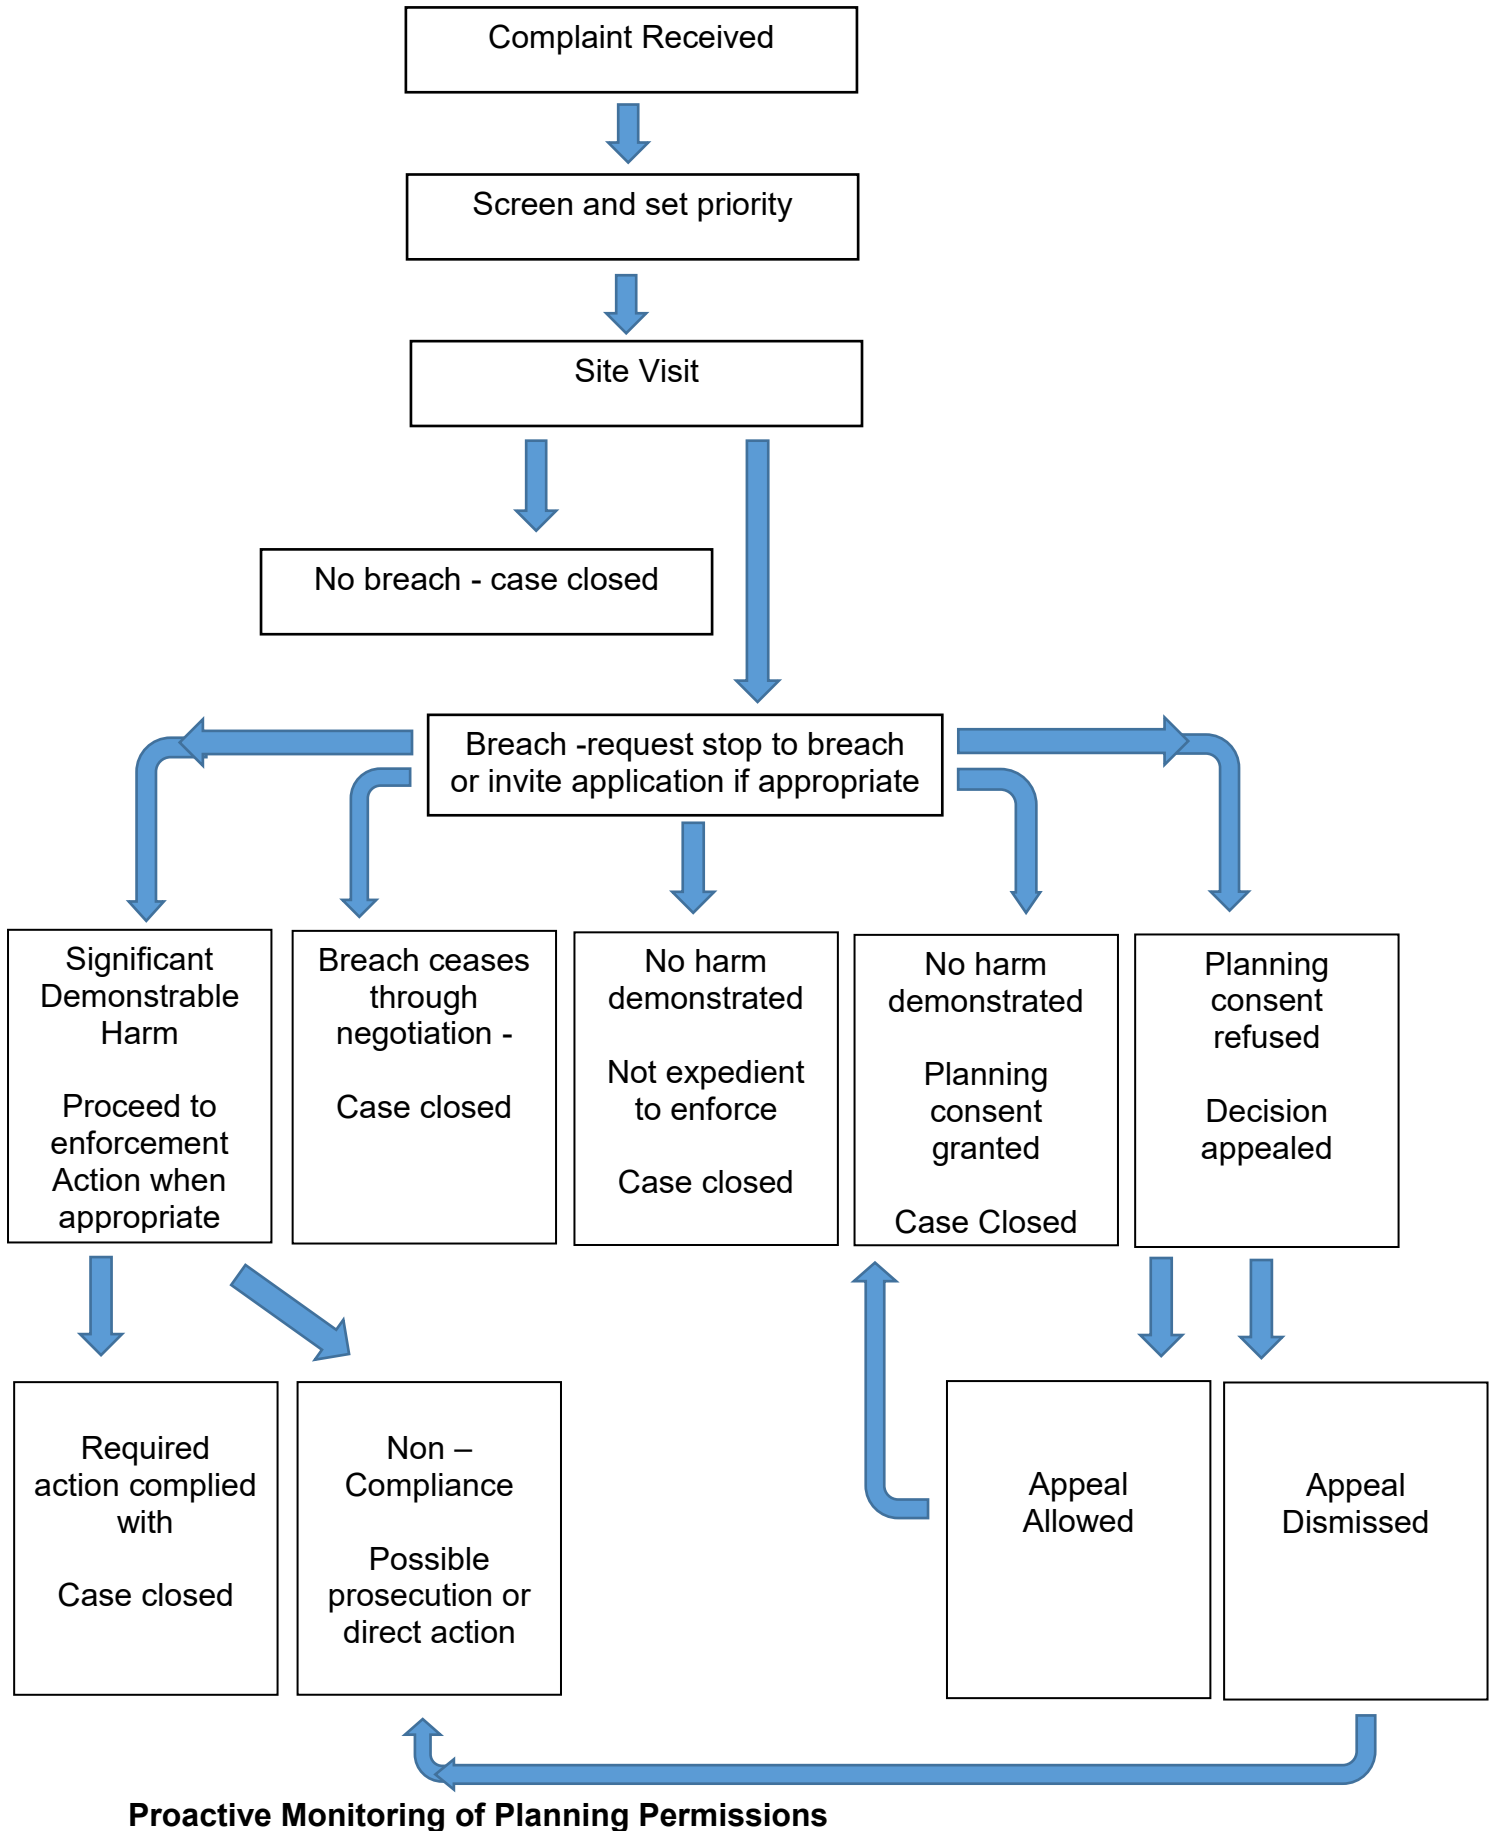 Complaint Received
Screen and set priority
Site Visit
No breach - case closed
Breach -request stop to breach
or invite application if appropriate
Significant
Demonstrable
Harm
Proceed to
enforcement
Action when
appropriate
Breach ceases
through
negotiation -
Case closed
No harm
demonstrated
Not expedient
to enforce
Case closed
No harm
demonstrated
Planning
consent
granted
Case Closed
Planning
consent
refused
Decision
appealed
Required
action complied
with
Case closed
Non –
Compliance
Possible
prosecution or
direct action
Appeal
Allowed
Appeal
Dismissed
Proactive Monitoring of Planning Permissions